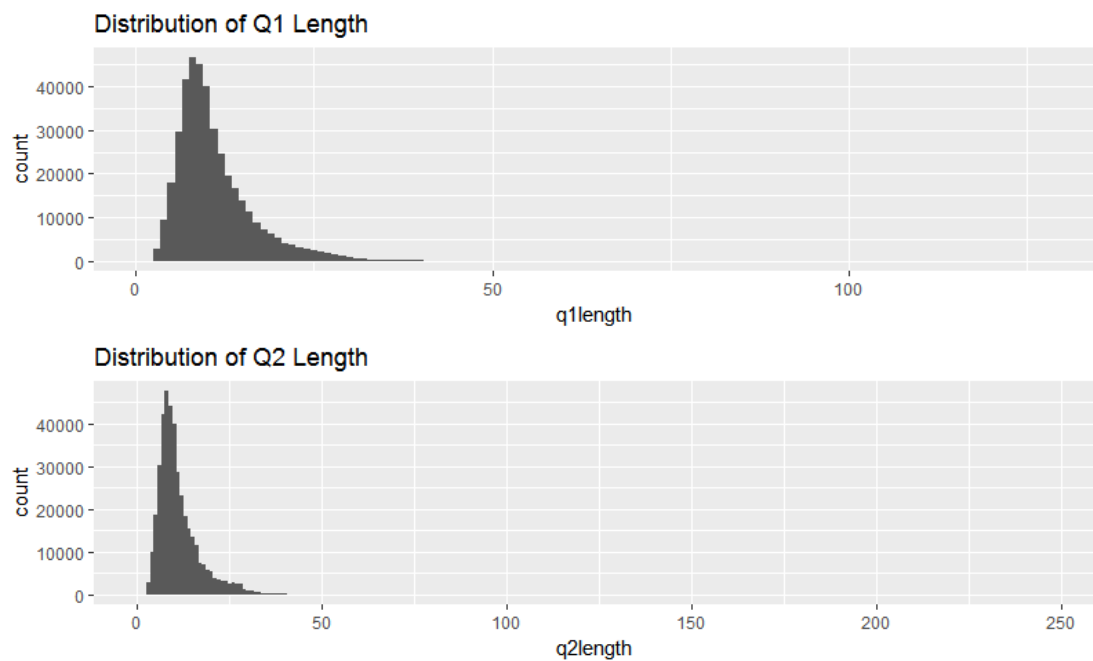 Distribution of Q1 Length
40000
30000
20000
10000
0
count
0 50 100
q1length
Distribution of Q2 Length
40000
30000
20000
10000
0
count
0 50 100 150 200 250
q2length